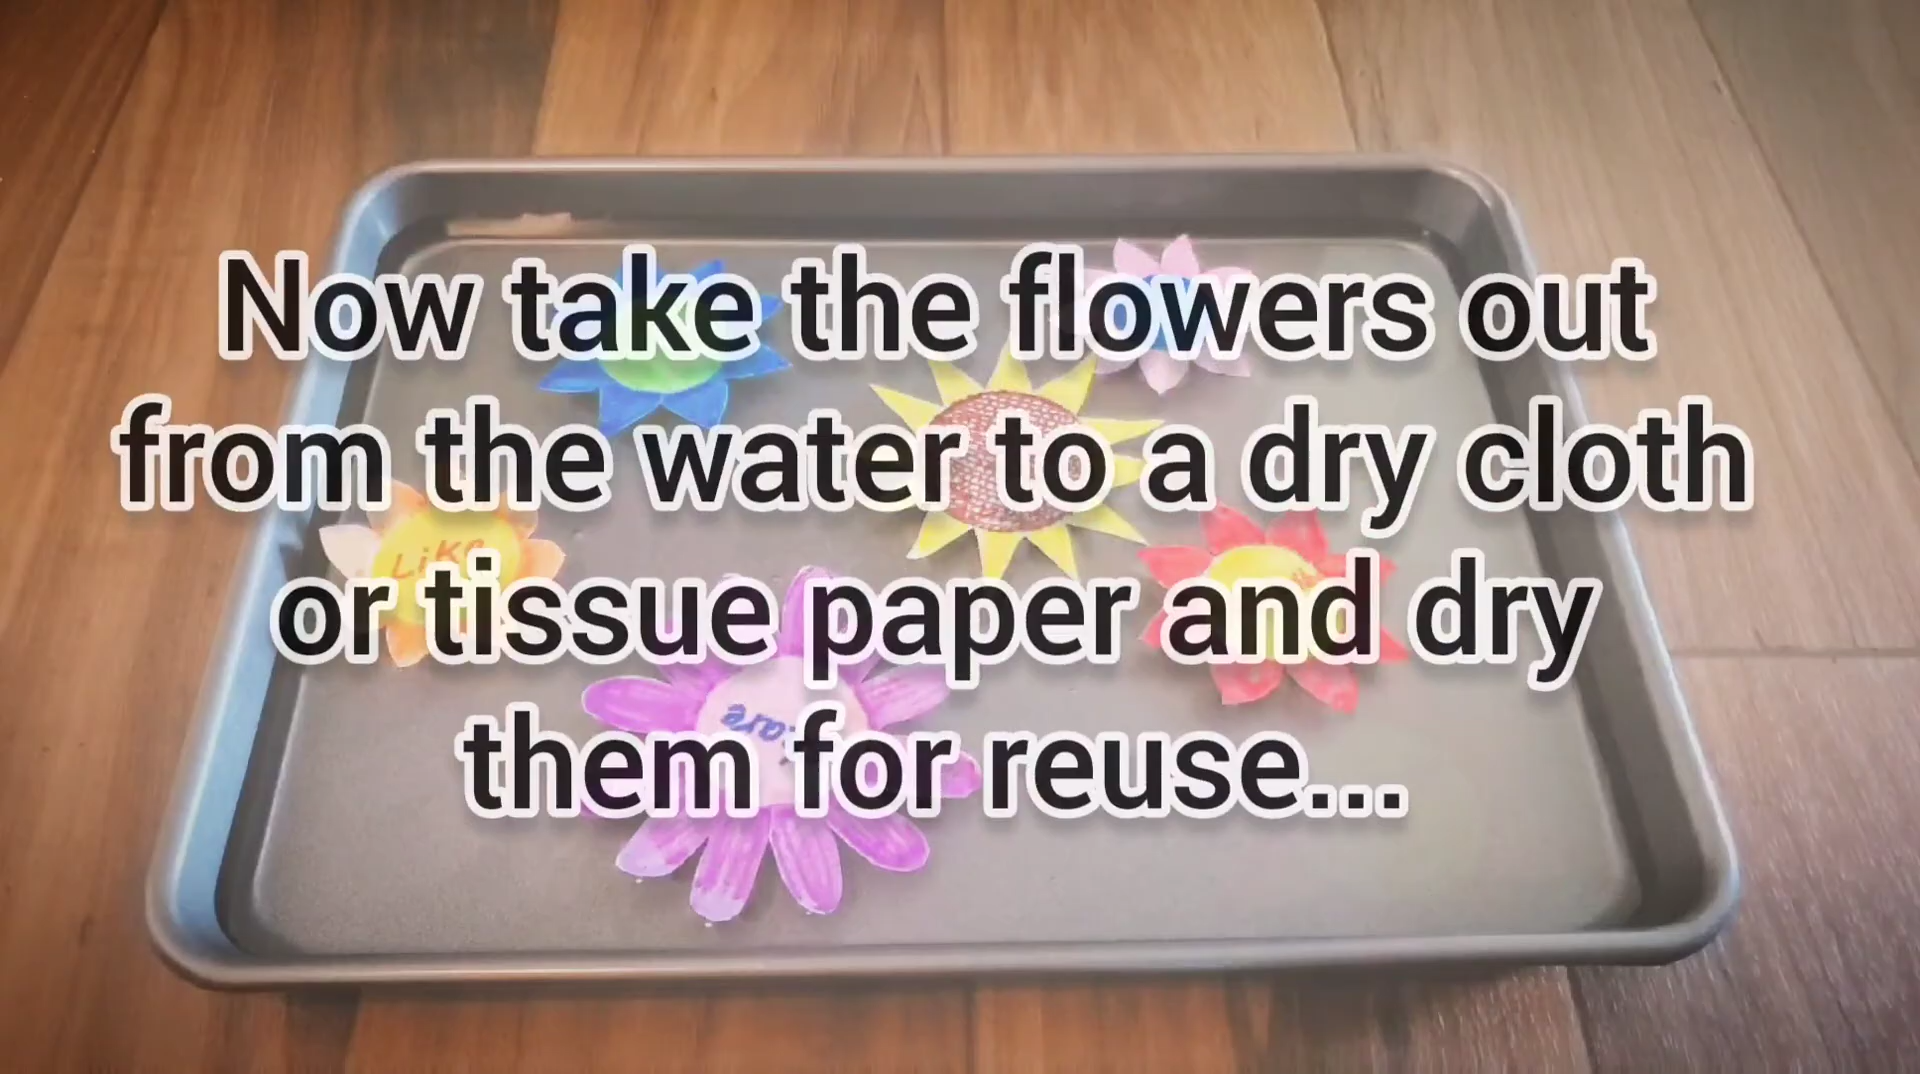 Now take the flowers out
from the water to a dry cloth
or tissue paper and dry
them for reuse...
Like